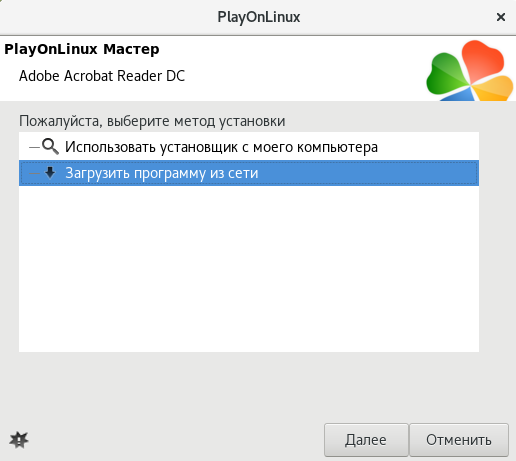 PlayOnLinux
PlayOnLinux Мастер
Adobe Acrobat Reader DC
Пожалуйста, выберите метод установки
Использовать установщик с моего компьютера
Загрузить программу из сети
Далее
Отменить